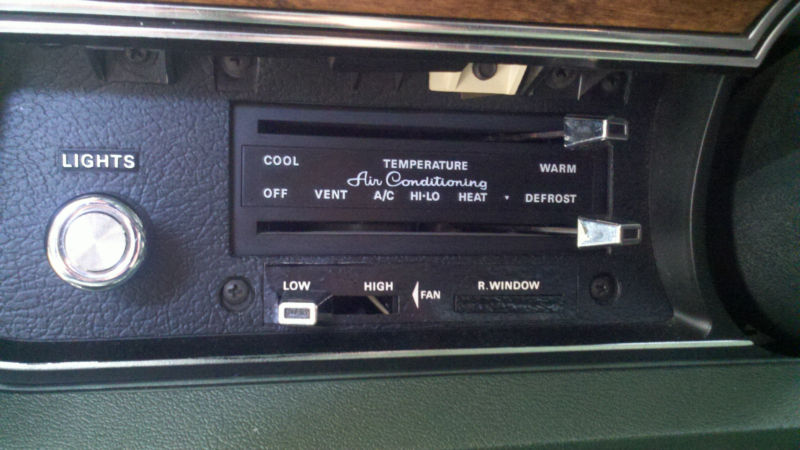 LIGHTS
COOL TEMPERATURE WARM
Air Conditioning
OFF VENT A/C HI-LO HEAT DEFROST
LOW HIGH FAN R.WINDOW